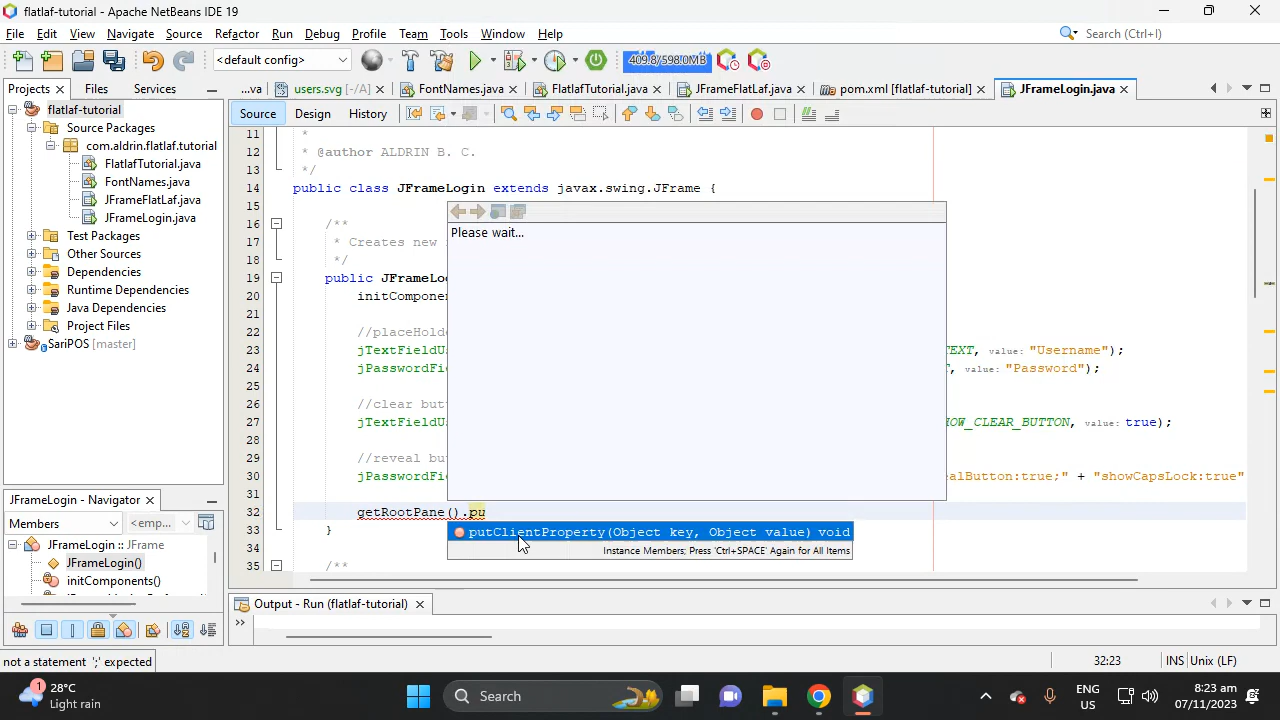 flatlaf-tutorial - Apache NetBeans IDE 19
File Edit View Navigate Source Refactor Run Debug Profile Team Tools Window Help
Search (Ctrl+I)
<default config>
409.8/598.0MB
Projects Files Services
...va users.svg [-/A] FontNames.java FlatlafTutorial.java JFrameFlatLaf.java pom.xml [flatlaf-tutorial] JFrameLogin.java
Source Design History
flatlaf-tutorial
Source Packages
com.aldrin.flatlaf.tutorial
FlatlafTutorial.java
FontNames.java
JFrameFlatLaf.java
JFrameLogin.java
Test Packages
Other Sources
Dependencies
Runtime Dependencies
Java Dependencies
Project Files
SariPOS [master]
11 *
12 * @author ALDRIN B. C.
13 */
14 public class JFrameLogin extends javax.swing.JFrame {
15
16 /**
17 * Creates new
18 */
19 public JFrameLo
20 initComponen
21
22 //placeHolde
23 jTextFieldU TEXT, value: "Username");
24 jPasswordFie T, value: "Password");
25
26 //clear but
27 jTextFieldU HOW_CLEAR_BUTTON, value: true);
28
29 //reveal bu
30 jPasswordFie ealButton:true;" + "showCapsLock:true"
31
32 getRootPane().pu
33 }
34
35 /**
Please wait...
putClientProperty(Object key, Object value) void
Instance Members; Press 'Ctrl+SPACE' Again for All Items
JFrameLogin - Navigator
Members <emp...
JFrameLogin :: JFrame
JFrameLogin()
initComponents()
Output - Run (flatlaf-tutorial)
not a statement ';' expected
32:23 INS Unix (LF)
1
28°C
Light rain
Search
ENG
US
8:23 am
07/11/2023